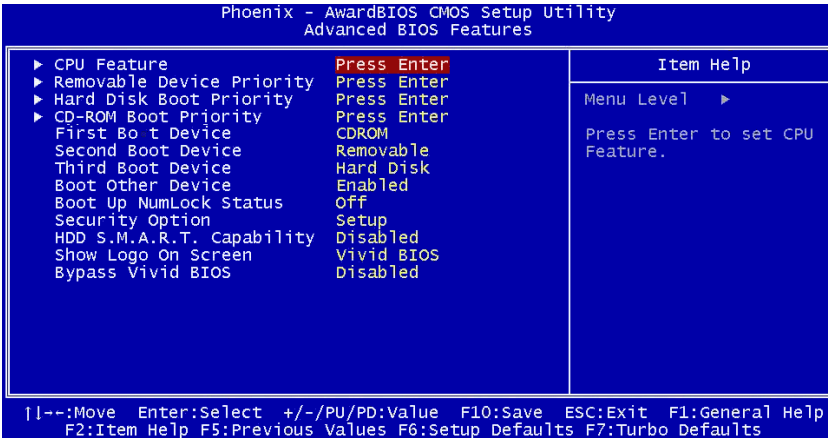 Phoenix - AwardBIOS CMOS Setup Utility
Advanced BIOS Features
▶ CPU Feature Press Enter
▶ Removable Device Priority Press Enter
▶ Hard Disk Boot Priority Press Enter
▶ CD-ROM Boot Priority Press Enter
First Bo t Device CDROM
Second Boot Device Removable
Third Boot Device Hard Disk
Boot Other Device Enabled
Boot Up NumLock Status Off
Security Option Setup
HDD S.M.A.R.T. Capability Disabled
Show Logo On Screen Vivid BIOS
Bypass Vivid BIOS Disabled
Item Help
Menu Level ▶
Press Enter to set CPU
Feature.
↑↓→←:Move Enter:Select +/-/PU/PD:Value F10:Save ESC:Exit F1:General Help
F2:Item Help F5:Previous Values F6:Setup Defaults F7:Turbo Defaults